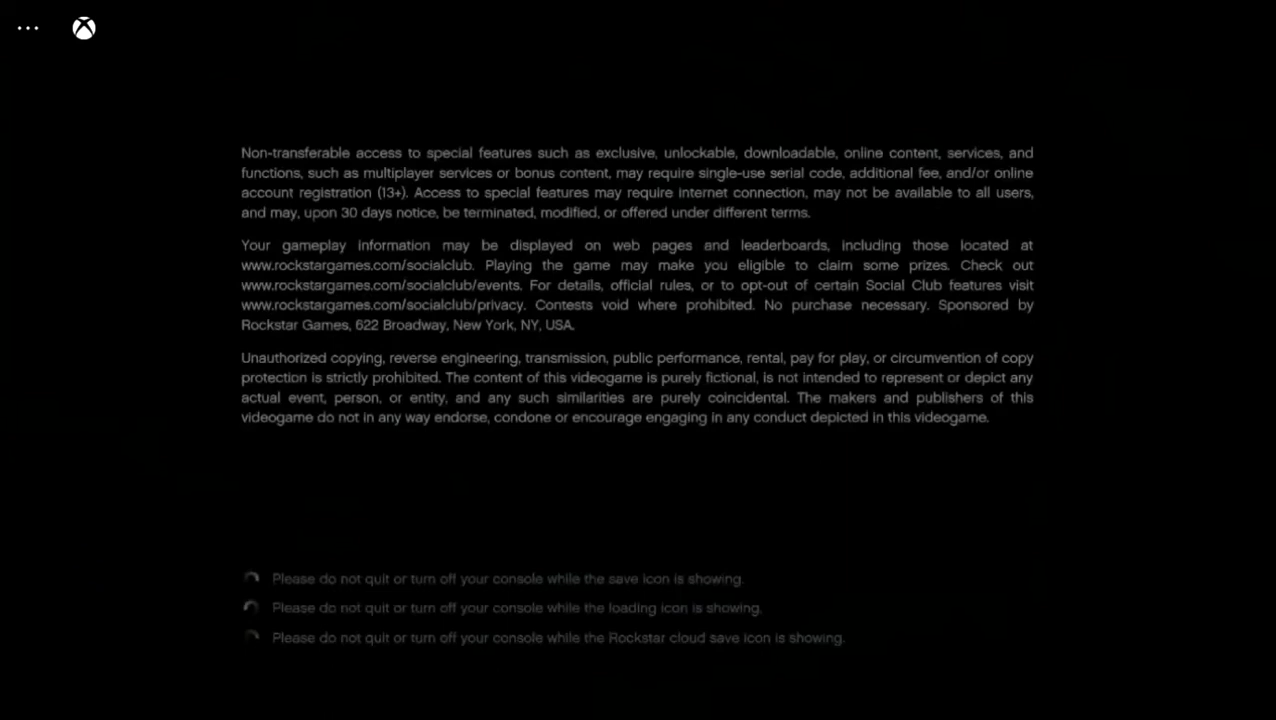 Non-transferable access to special features such as exclusive, unlockable, downloadable, online content, services, and
functions, such as multiplayer services or bonus content, may require single-use serial code, additional fee, and/or online
account registration (13+). Access to special features may require internet connection, may not be available to all users,
and may, upon 30 days notice, be terminated, modified, or offered under different terms.
Your gameplay information may be displayed on web pages and leaderboards, including those located at
www.rockstargames.com/socialclub. Playing the game may make you eligible to claim some prizes. Check out
www.rockstargames.com/socialclub/events. For details, official rules, or to opt-out of certain Social Club features visit
www.rockstargames.com/socialclub/privacy. Contests void where prohibited. No purchase necessary. Sponsored by
Rockstar Games, 622 Broadway, New York, NY, USA.
Unauthorized copying, reverse engineering, transmission, public performance, rental, pay for play, or circumvention of copy
protection is strictly prohibited. The content of this videogame is purely fictional, is not intended to represent or depict any
actual event, person, or entity, and any such similarities are purely coincidental. The makers and publishers of this
videogame do not in any way endorse, condone or encourage engaging in any conduct depicted in this videogame.
Please do not quit or turn off your console while the save icon is showing.
Please do not quit or turn off your console while the loading icon is showing.
Please do not quit or turn off your console while the Rockstar cloud save icon is showing.